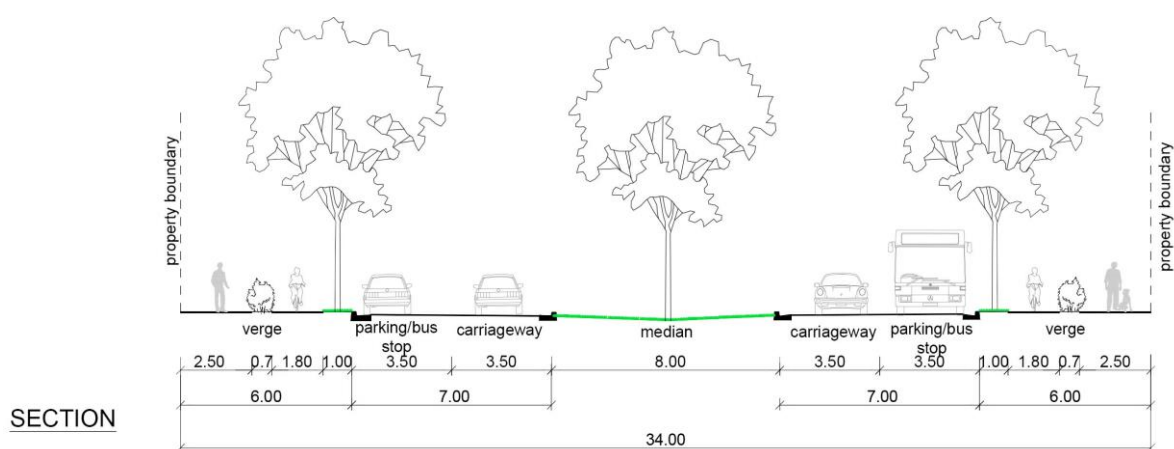 property boundary
property boundary
verge
parking/bus
stop
carriageway
median
carriageway
parking/bus
stop
verge
2.50 0.7 1.80 1.00 3.50 3.50 8.00 3.50 3.50 1.00 1.80 0.7 2.50
6.00 7.00 7.00 6.00
SECTION
34.00